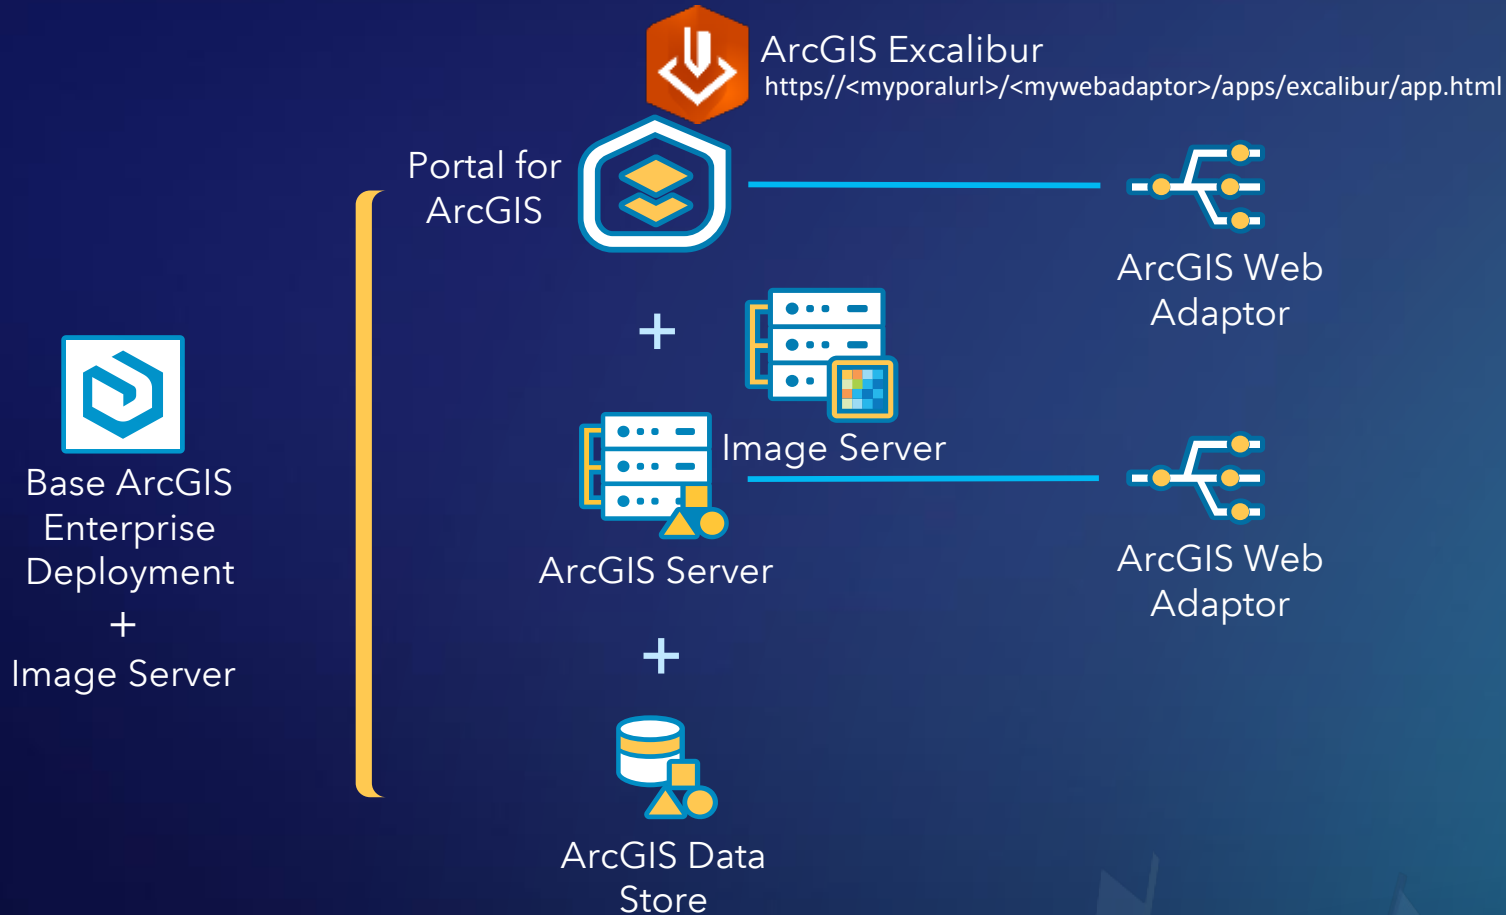 ArcGIS Excalibur
https//<myporalurl>/<mywebadaptor>/apps/excalibur/app.html
Portal for
ArcGIS
ArcGIS Web
Adaptor
+
Image Server
ArcGIS Server
ArcGIS Web
Adaptor
Base ArcGIS
Enterprise
Deployment
+
Image Server
+
ArcGIS Data
Store